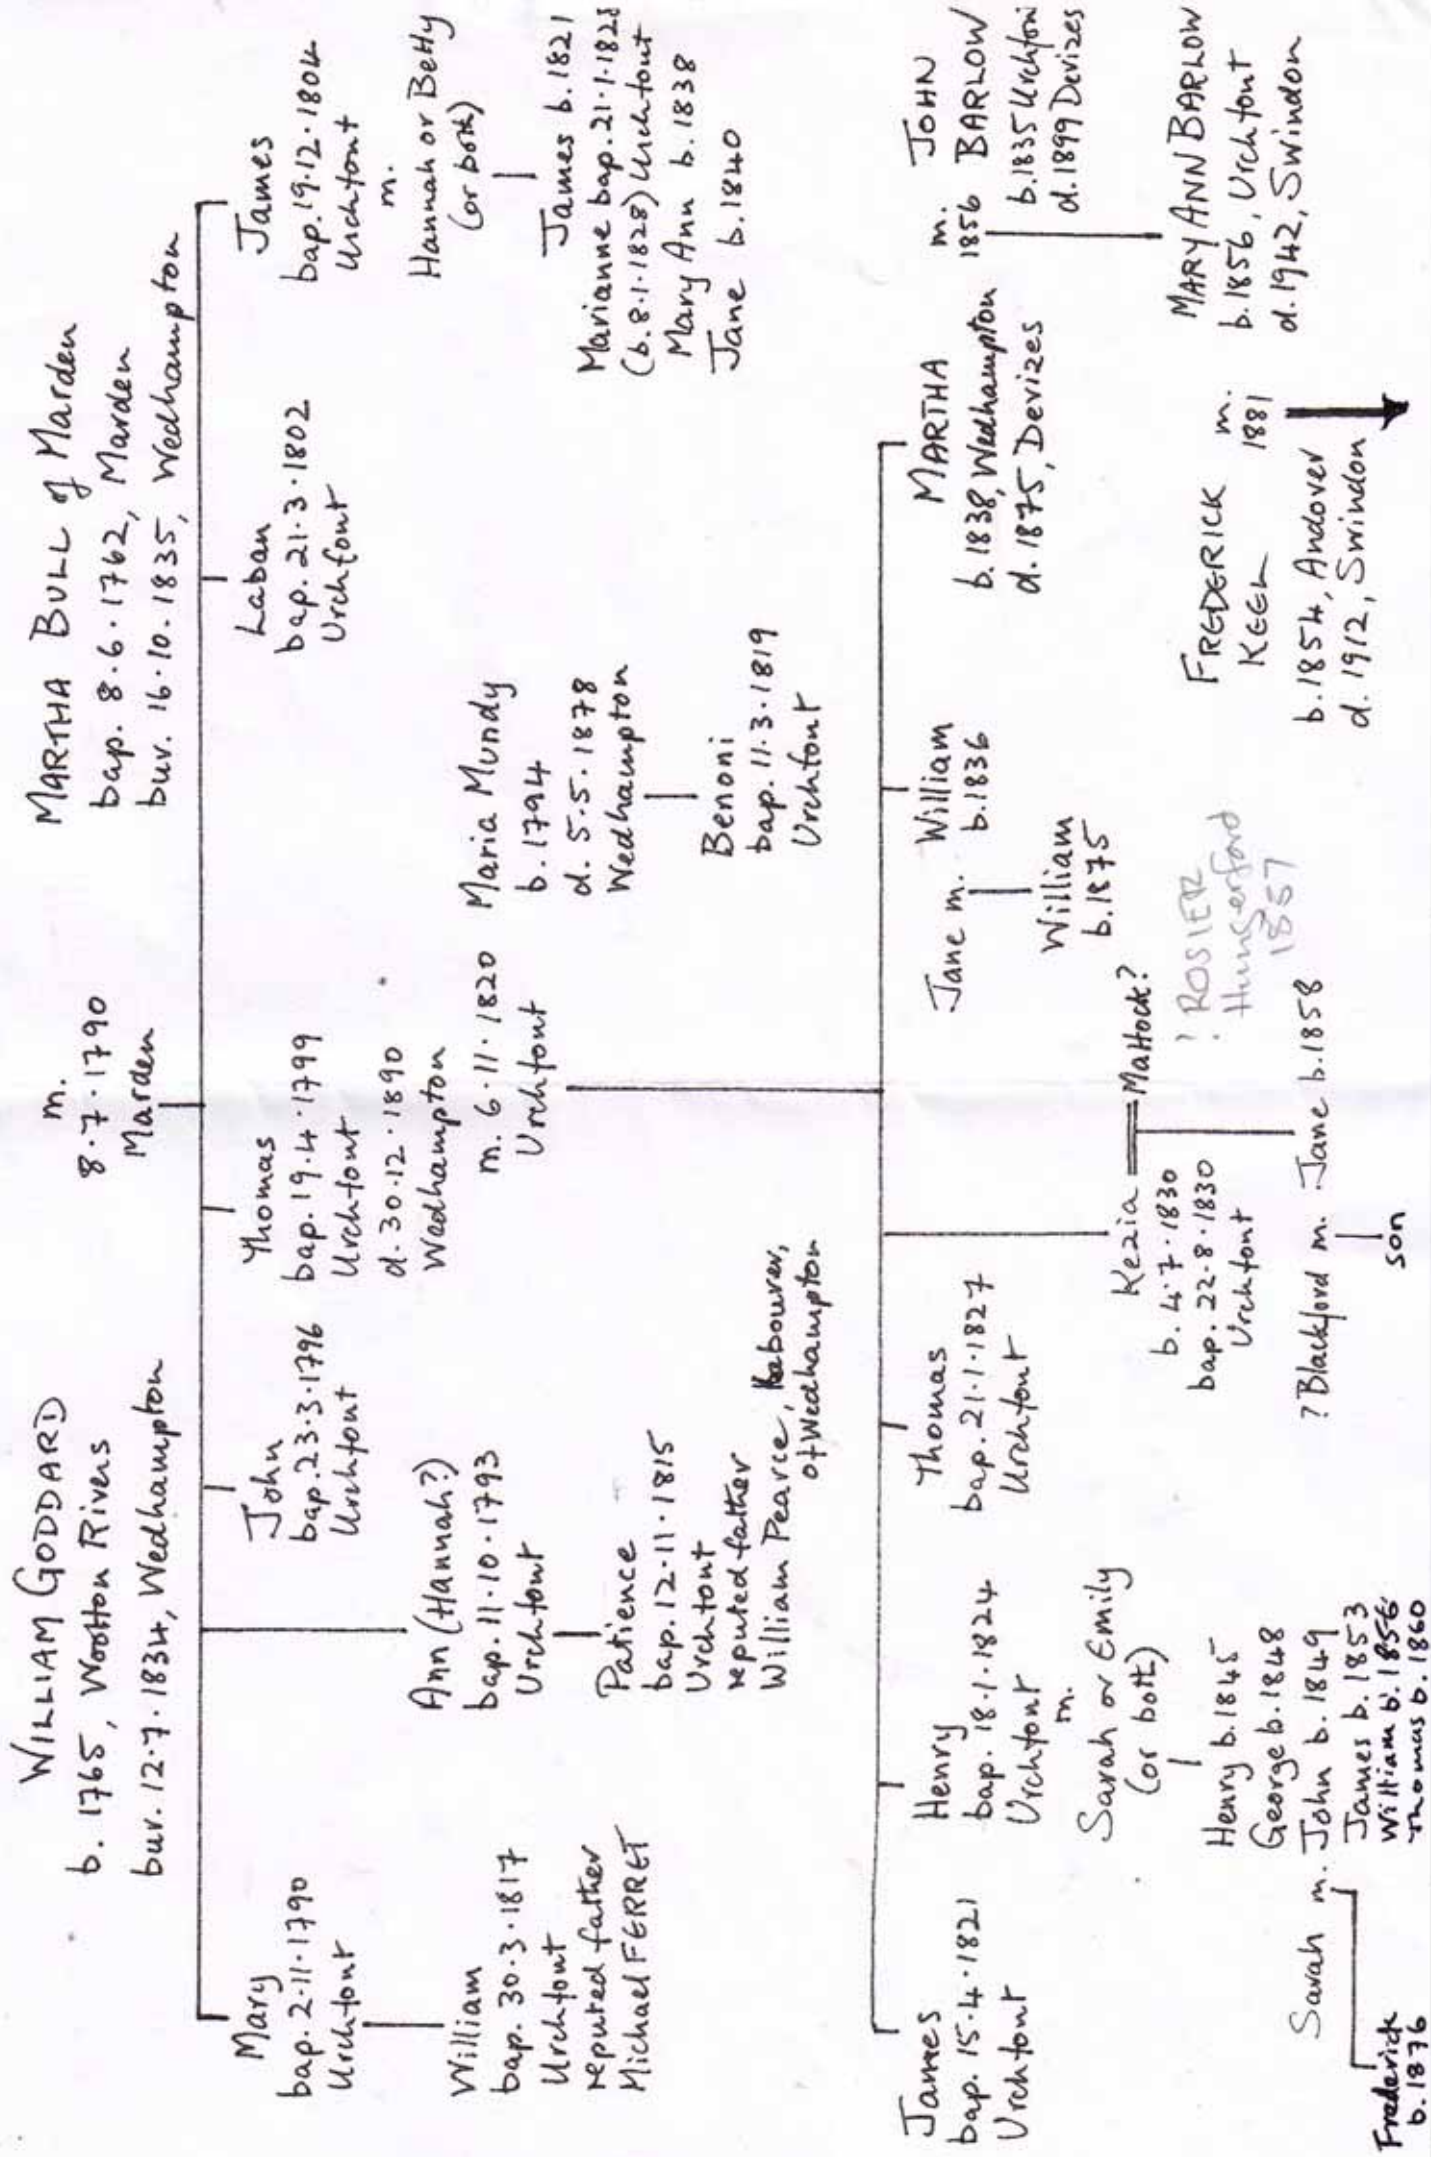 WILLIAM GODDARD
b. 1765, Wootton Rivers
bur. 12.7.1834, Wedhampton
m.
8.7.1790
Marden
MARTHA BULL of Marden
bap. 8.6.1762, Marden
bur. 16.10.1835, Wedhampton
Mary
bap. 2.11.1790
Urchfont
William
bap. 30.3.1817
Urchfont
reputed father
Michael FERRET
Ann (Hannah?)
bap. 11.10.1793
Urchfont
Patience
bap. 12.11.1815
Urchfont
reputed father
William Pearce, labourer,
of Wedhampton
John
bap. 23.3.1796
Urchfont
Thomas
bap. 19.4.1799
Urchfont
d. 30.12.1890
Wedhampton
m. 6.11.1820
Urchfont
Maria Mundy
b. 1794
d. 5.5.1878
Wedhampton
Benoni
bap. 11.3.1819
Urchfont
Laban
bap. 21.3.1802
Urchfont
James
bap. 19.12.1804
Urchfont
m.
Hannah or Betty
(or both)
James b. 1821
Marianne bap. 21.1.1828
(b. 8.1.1828) Urchfont
Mary Ann b. 1838
Jane b. 1840
James
bap. 15.4.1821
Urchfont
Henry
bap. 18.1.1824
Urchfont
m.
Sarah or Emily
(or both)
Henry b. 1845
George b. 1848
Sarah m. John b. 1849
James b. 1853
William b. 1856
Thomas b. 1860
Frederick
b. 1876
Thomas
bap. 21.1.1827
Urchfont
Kezia = Mattock?
b. 4.7.1830
bap. 22.8.1830
Urchfont
! ROSIER
Hungerford
1857
? Blackford m. Jane b. 1858
son
Jane m. William
b. 1836
William
b. 1875
MARTHA
b. 1838, Wedhampton
d. 1875, Devizes
m.
1856
JOHN
BARLOW
b. 1835 Urchfont
d. 1899 Devizes
FREDERICK
KEEL
b. 1854, Andover
d. 1912, Swindon
m.
1881
MARY ANN BARLOW
b. 1856, Urchfont
d. 1942, Swindon